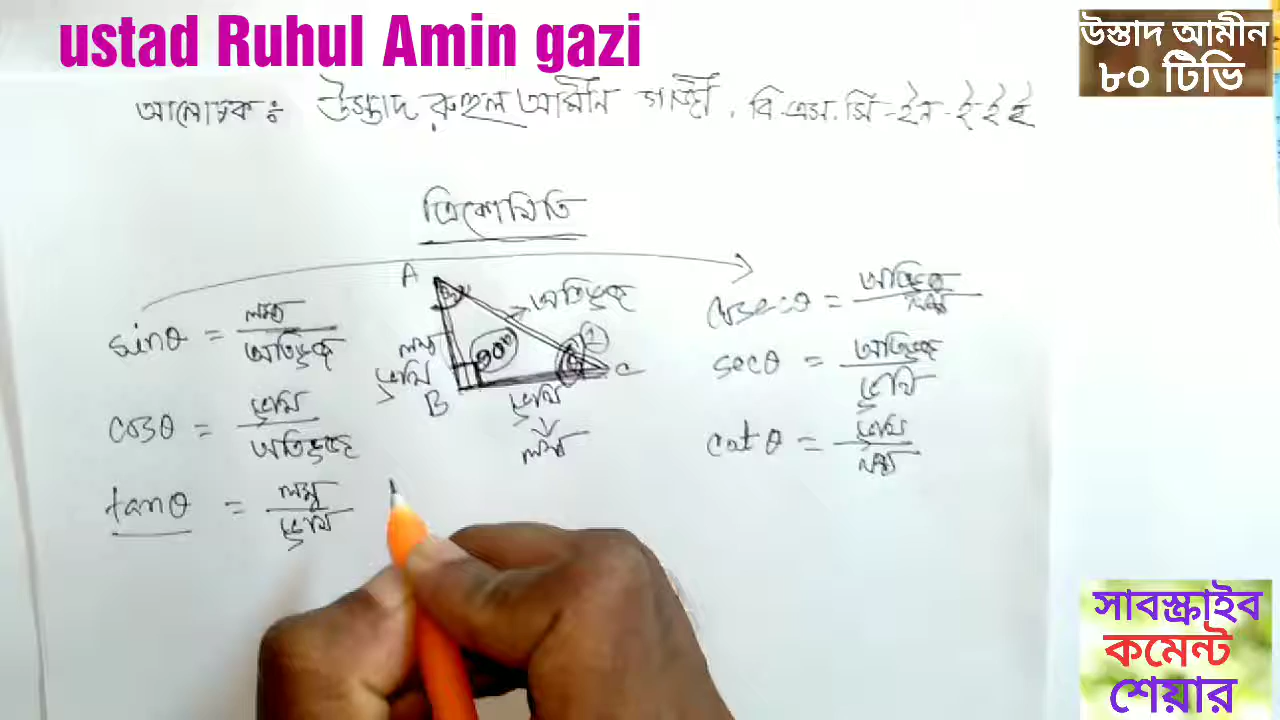 ustad Ruhul Amin gazi
উস্তাদ আমীন
৮০ টিভি
আলোচক ঃ উস্তাদ রুহুল আমীন গাজী, বি.এস.সি-ইন-ই ই ই
ত্রিকোণমিতি
A
sinθ = লম্ব / অতিভুজ
লম্ব
ভুমি
90°
অতিভুজ
B
C
ভুমি
লম্ব
cosecθ = অতিভুজ / লম্ব
cosθ = ভুমি / অতিভুজ
secθ = অতিভুজ / ভুমি
tanθ = লম্ব / ভুমি
cotθ = ভুমি / লম্ব
সাবস্ক্রাইব
কমেন্ট
শেয়ার